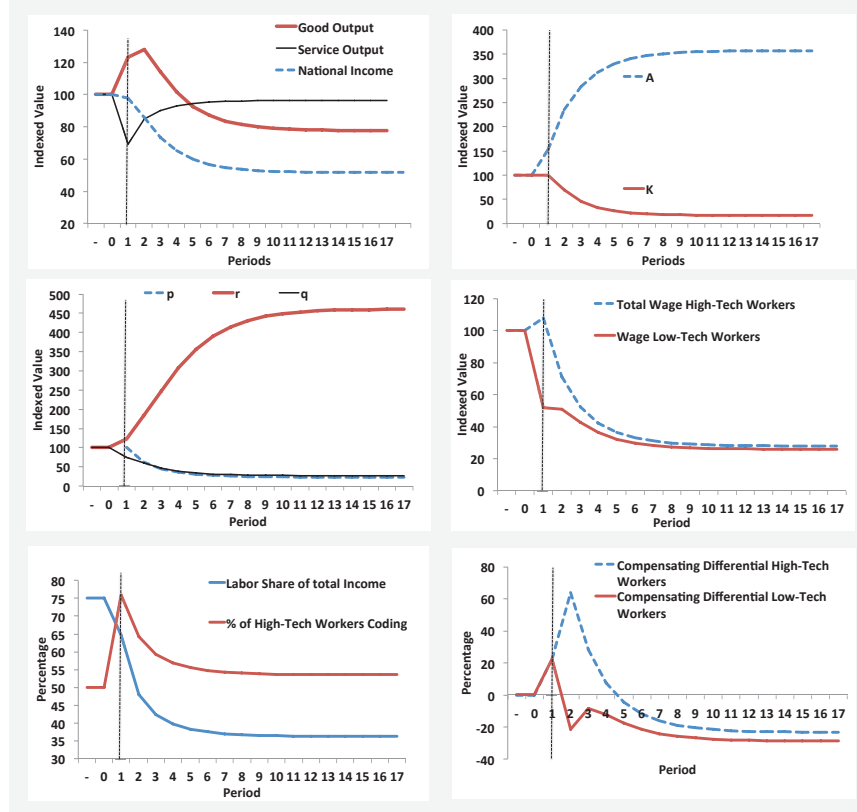 Good Output
Service Output
National Income
Indexed Value
140
120
100
80
60
40
20
- 0 1 2 3 4 5 6 7 8 9 10 11 12 13 14 15 16 17
Periods
A
K
Indexed Value
400
350
300
250
200
150
100
50
0
- 0 1 2 3 4 5 6 7 8 9 10 11 12 13 14 15 16 17
Periods
p r q
Indexed Value
500
450
400
350
300
250
200
150
100
50
0
- 0 1 2 3 4 5 6 7 8 9 10 11 12 13 14 15 16 17
Period
Total Wage High-Tech Workers
Wage Low-Tech Workers
Indexed Value
120
100
80
60
40
20
0
- 0 1 2 3 4 5 6 7 8 9 10 11 12 13 14 15 16 17
Period
Labor Share of total Income
% of High-Tech Workers Coding
Percentage
80
75
70
65
60
55
50
45
40
35
30
- 0 1 2 3 4 5 6 7 8 9 10 11 12 13 14 15 16 17
Period
Compensating Differential High-Tech
Workers
Compensating Differential Low-Tech
Workers
Percentage
80
60
40
20
0
-20
-40
- 0 1 2 3 4 5 6 7 8 9 10 11 12 13 14 15 16 17
Period